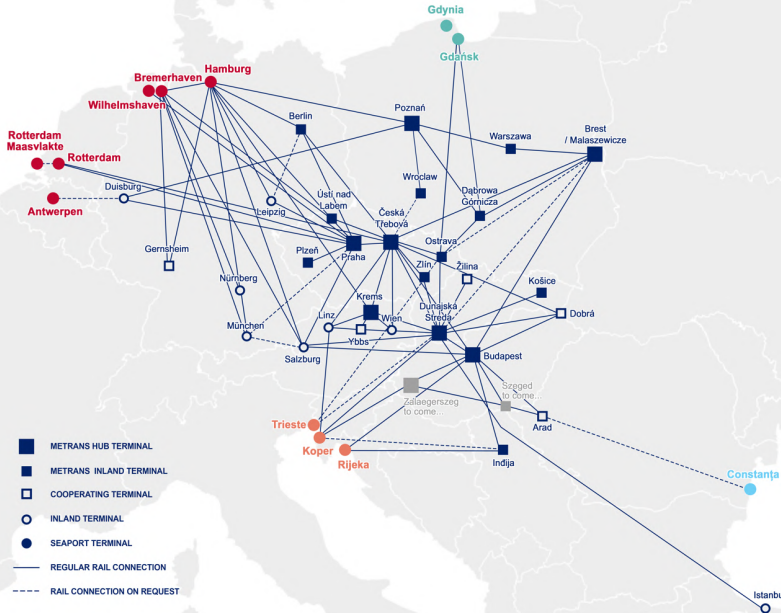 Gdynia
Gdańsk
Hamburg
Bremerhaven
Wilhelmshaven
Rotterdam
Maasvlakte
Rotterdam
Antwerpen
Duisburg
Berlin
Poznań
Warszawa
Brest
/ Malaszewicze
Wroclaw
Dąbrowa
Górnicza
Leipzig
Ústí nad
Labem
Česká
Třebová
Ostrava
Gernsheim
Plzeň
Praha
Zlín
Žilina
Nürnberg
Košice
Krems
Dunajská
Streda
Dobrá
München
Linz
Ybbs
Wien
Salzburg
Budapest
Zalaegerszeg
to come...
Szeged
to come...
Arad
Trieste
Koper
Rijeka
Inđija
Constanța
Istanbu
METRANS HUB TERMINAL
METRANS INLAND TERMINAL
COOPERATING TERMINAL
INLAND TERMINAL
SEAPORT TERMINAL
REGULAR RAIL CONNECTION
RAIL CONNECTION ON REQUEST